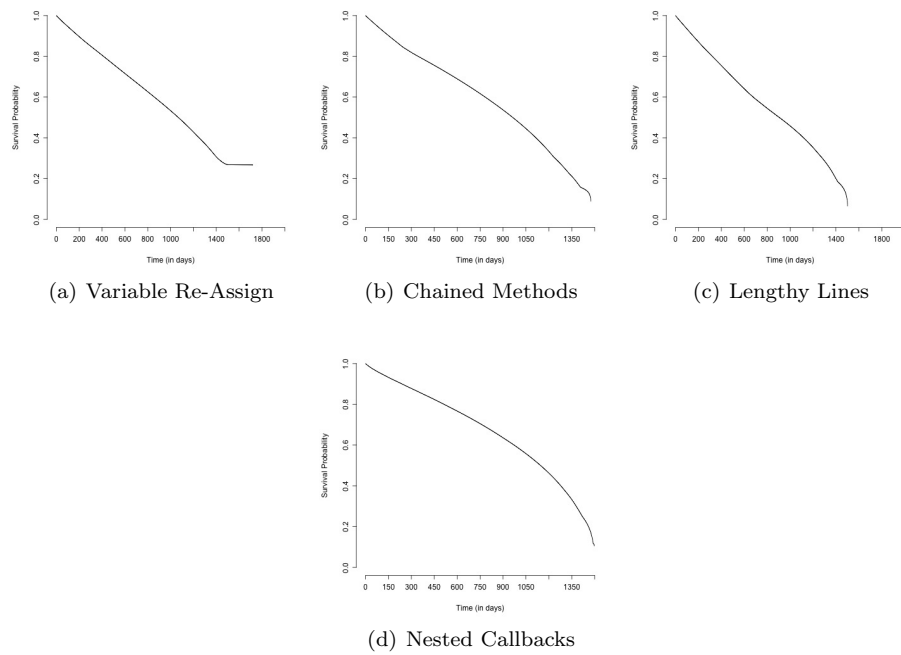 1.0
0.8
0.6
0.4
0.2
0.0
Survival Probability
0 200 400 600 800 1000 1400 1800
Time (in days)
(a) Variable Re-Assign
1.0
0.8
0.6
0.4
0.2
0.0
Survival Probability
0 150 300 450 600 750 900 1050 1350
Time (in days)
(b) Chained Methods
1.0
0.8
0.6
0.4
0.2
0.0
Survival Probability
0 200 400 600 1000 1400 1800
Time (in days)
(c) Lengthy Lines
1.0
0.8
0.6
0.4
0.2
0.0
Survival Probability
0 150 300 450 600 750 900 1050 1350
Time (in days)
(d) Nested Callbacks